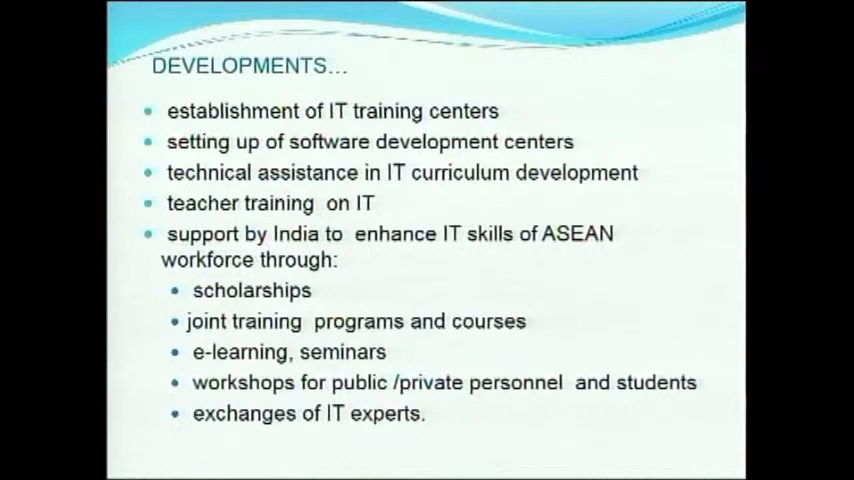 DEVELOPMENTS...
• establishment of IT training centers
• setting up of software development centers
• technical assistance in IT curriculum development
• teacher training on IT
• support by India to enhance IT skills of ASEAN
workforce through:
• scholarships
• joint training programs and courses
• e-learning, seminars
• workshops for public /private personnel and students
• exchanges of IT experts.